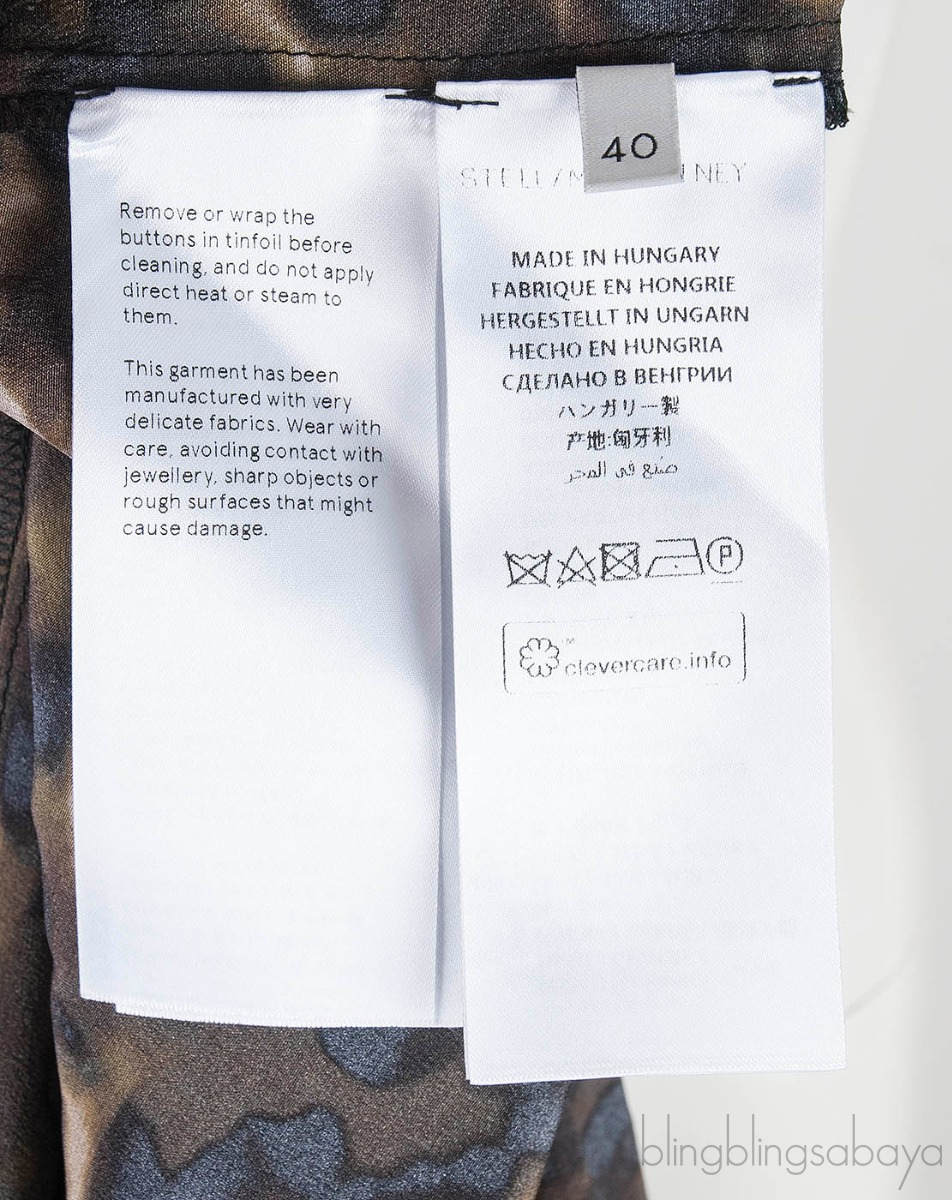 Remove or wrap the
buttons in tinfoil before
cleaning, and do not apply
direct heat or steam to
them.
This garment has been
manufactured with very
delicate fabrics. Wear with
care, avoiding contact with
jewellery, sharp objects or
rough surfaces that might
cause damage.
40
MADE IN HUNGARY
FABRIQUE EN HONGRIE
HERGESTELLT IN UNGARN
HECHO EN HUNGRIA
СДЕЛАНО В ВЕНГРИИ
ハンガリー製
产地:匈牙利
صنع في المجر
P
™
clevercare.info
blingblingsabaya